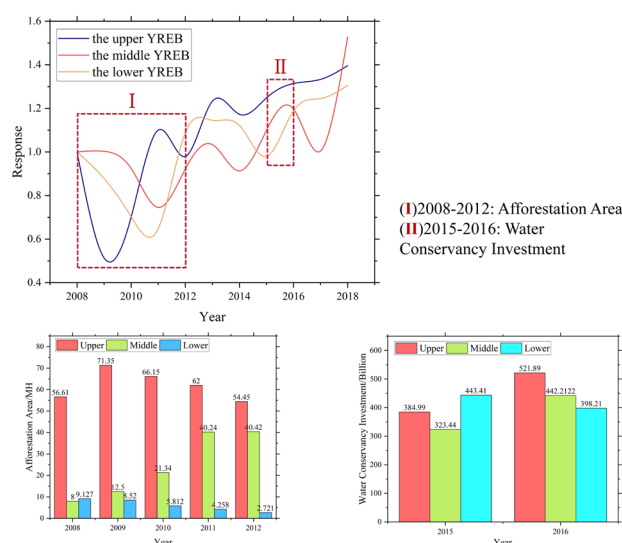 1.6
1.4
1.2
1.0
0.8
0.6
0.4
Response
the upper YREB
the middle YREB
the lower YREB
I
II
2008 2010 2012 2014 2016 2018
Year
(I)2008-2012: Afforestation Area
(II)2015-2016: Water
Conservancy Investment
Upper Middle Lower
80
70
60
50
40
30
20
10
0
Afforestation Area/MH
56.61 71.35 66.15 62 54.45
8 12.5 21.34 40.24 40.42
9.127 8.52 5.812 4.258 2.721
2008 2009 2010 2011 2012
Year
Upper Middle Lower
600
500
400
300
200
100
0
Water Conservancy Investment/Billion
384.99 323.44 443.41
521.89 442.2122 398.21
2015 2016
Year